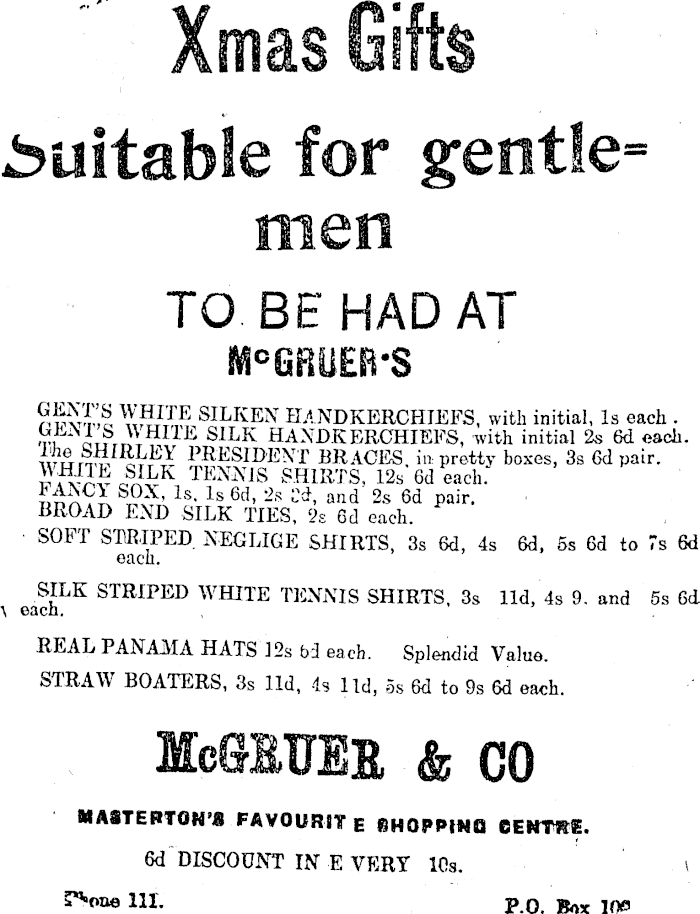 Xmas Gifts
Suitable for gentle=
men
TO BE HAD AT
McGRUER'S
GENT'S WHITE SILKEN HANDKERCHIEFS, with initial, 1s each.
GENT'S WHITE SILK HANDKERCHIEFS, with initial 2s 6d each.
The SHIRLEY PRESIDENT BRACES, in pretty boxes, 3s 6d pair.
WHITE SILK TENNIS SHIRTS, 12s 6d each.
FANCY SOX, 1s, 1s 6d, 2s and 2s 6d pair.
BROAD END SILK TIES, 2s 6d each.
SOFT STRIPED NEGLIGE SHIRTS, 3s 6d, 4s 6d, 5s 6d to 7s 6d
each.
SILK STRIPED WHITE TENNIS SHIRTS, 3s 11d, 4s 9. and 5s 6d
each.
REAL PANAMA HATS 12s 6d each. Splendid Value.
STRAW BOATERS, 3s 11d, 4s 11d, 5s 6d to 9s 6d each.
McGRUER & CO
MASTERTON'S FAVOURIT E SHOPPING CENTRE.
6d DISCOUNT IN E VERY 10s.
Phone 111.
P.O. Box